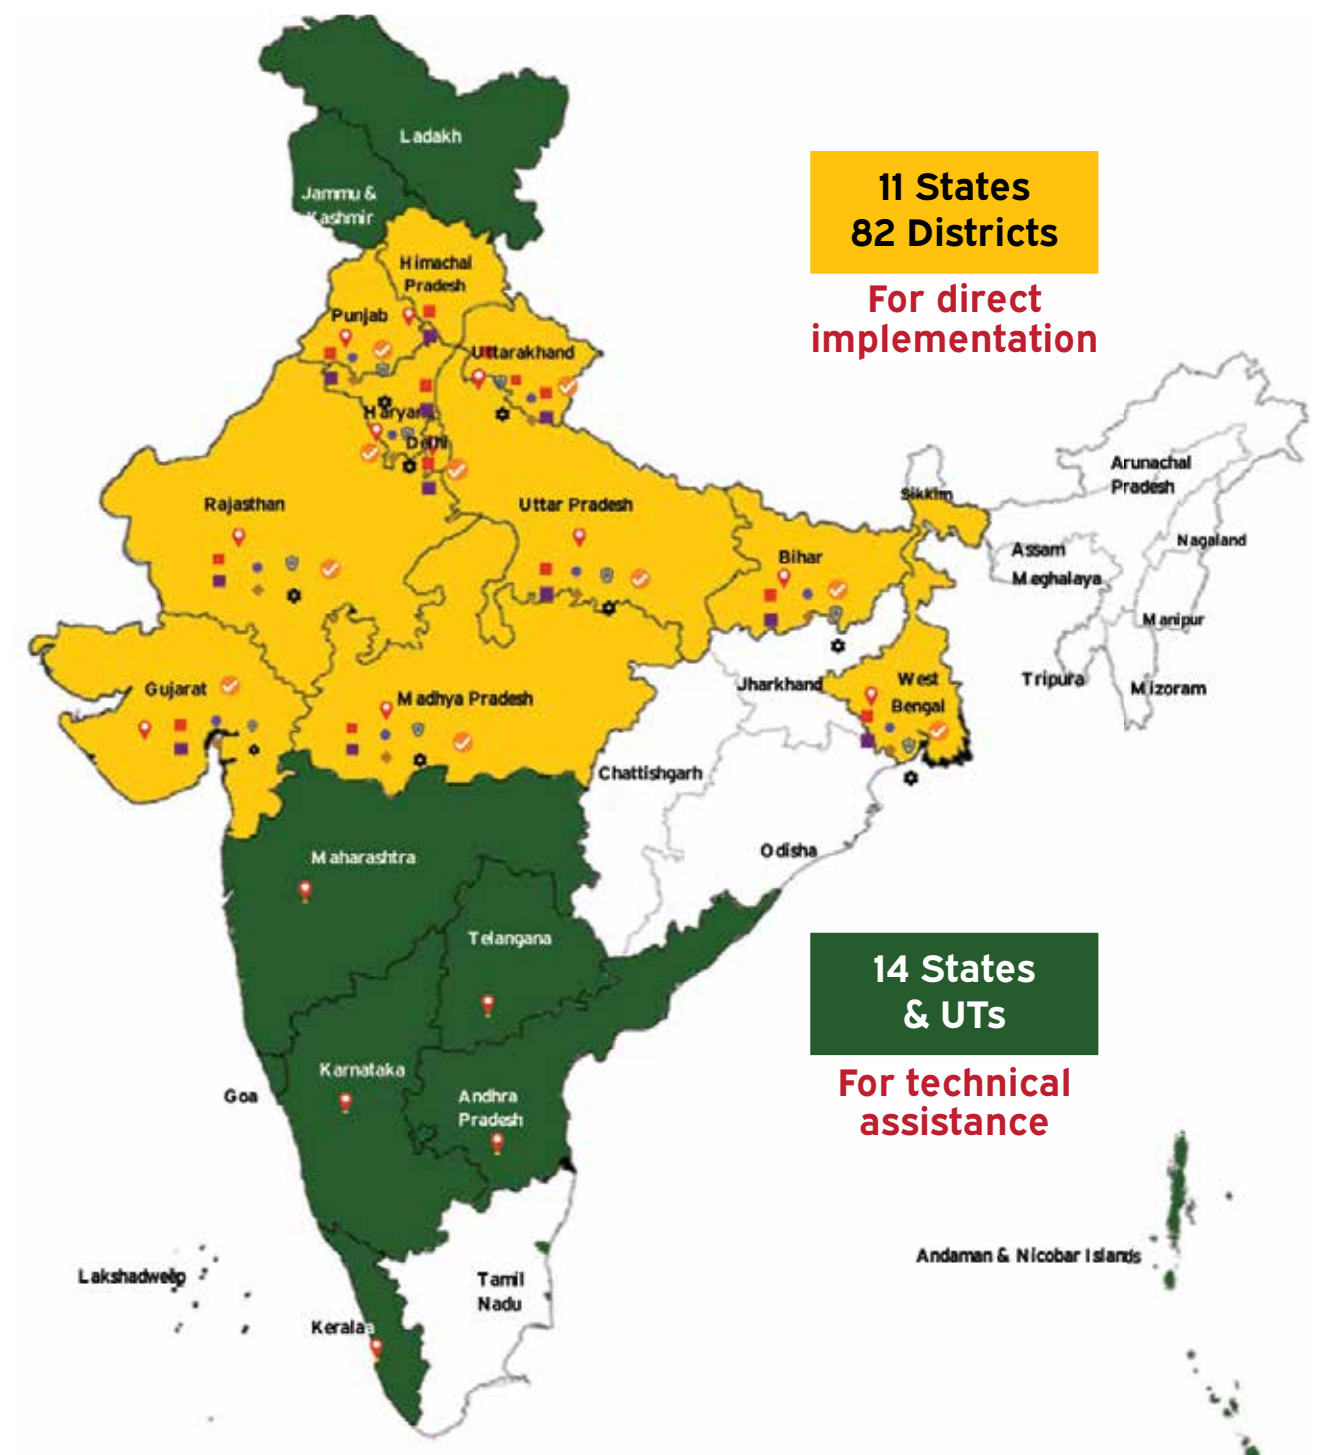 Ladakh
Jammu &
Kashmir
11 States
82 Districts
For direct
implementation
Himachal
Pradesh
Punjab
Uttarakhand
Haryana
Delhi
Arunachal
Pradesh
Sikkim
Rajasthan
Uttar Pradesh
Nagaland
Assam
Bihar
Meghalaya
Manipur
West
Bengal
Tripura
Jharkhand
Mizoram
Gujarat
Madhya Pradesh
Chattishgarh
Odisha
Maharashtra
Telangana
14 States
& UTs
For technical
assistance
Karnataka
Goa
Andhra
Pradesh
Andaman & Nicobar Islands
Lakshadweep
Tamil
Nadu
Kerala